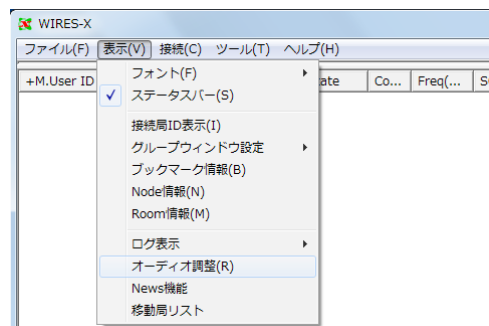 WIRES-X
ファイル(F) 表示(V) 接続(C) ツール(T) ヘルプ(H)
+M.User ID ate Co... Freq(... S
フォント(F)
ステータスバー(S)
接続局ID表示(I)
グループウィンドウ設定
ブックマーク情報(B)
Node情報(N)
Room情報(M)
ログ表示
オーディオ調整(R)
News機能
移動局リスト